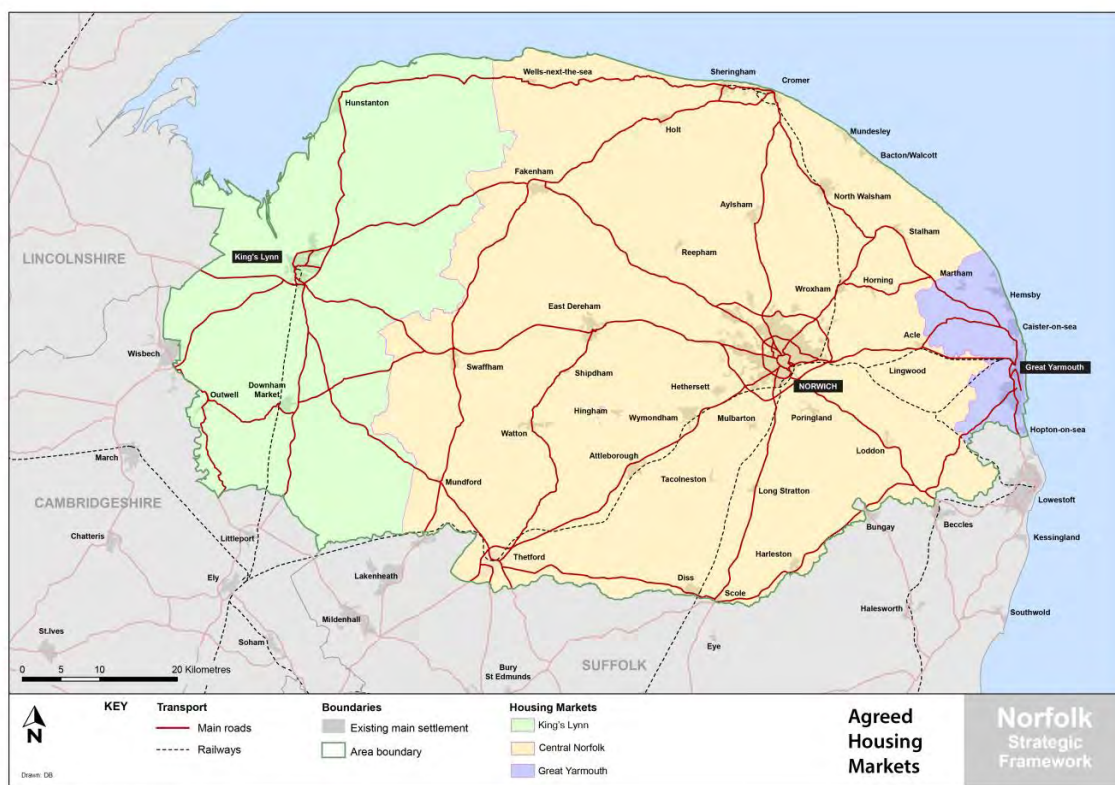 Wells-next-the-sea
Sheringham
Cromer
Hunstanton
Holt
Mundesley
Bacton/Walcott
Fakenham
North Walsham
Aylsham
Stalham
Reepham
King's Lynn
LINCOLNSHIRE
Martham
Wroxham
Horning
Hemsby
East Dereham
Caister-on-sea
Acle
Wisbech
Swaffham
Great Yarmouth
Shipdham
Lingwood
NORWICH
Hethersett
Downham
Market
Outwell
Hingham
Wymondham
Mulbarton
Poringland
Watton
Hopton-on-sea
Loddon
Attleborough
March
Mundford
Tacolneston
Long Stratton
Lowestoft
CAMBRIDGESHIRE
Bungay
Beccles
Chatteris
Littleport
Kessingland
Thetford
Harleston
Ely
Lakenheath
Diss
Scole
Halesworth
Southwold
Mildenhall
St.Ives
Soham
Eye
SUFFOLK
Bury
St Edmunds
0 5 10 20 Kilometres
N
KEY
Transport
Main roads
Railways
Boundaries
Existing main settlement
Area boundary
Housing Markets
King's Lynn
Central Norfolk
Great Yarmouth
Agreed
Housing
Markets
Norfolk
Strategic
Framework
Drawn: DB